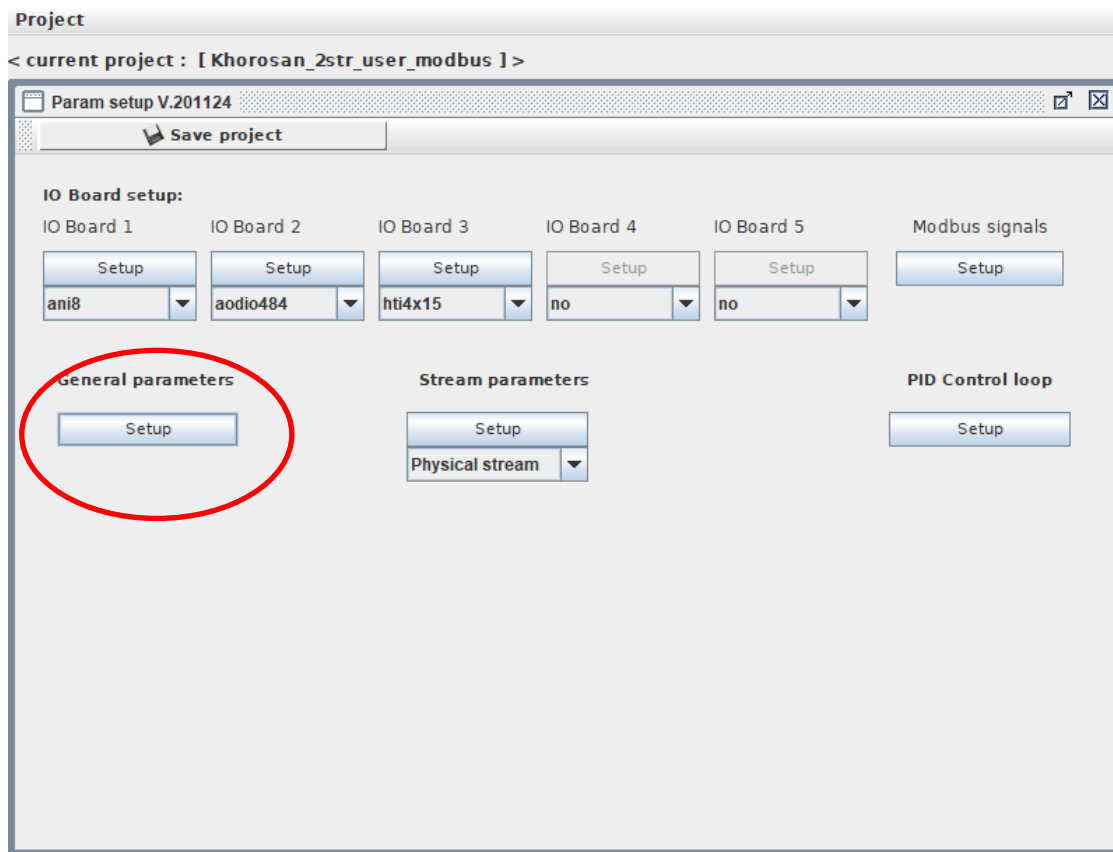 Project
< current project : [ Khorosan_2str_user_modbus ] >
Param setup V.201124
Save project
IO Board setup:
IO Board 1 IO Board 2 IO Board 3 IO Board 4 IO Board 5 Modbus signals
Setup Setup Setup Setup Setup Setup
ani8 aodio484 hti4x15 no no
General parameters Stream parameters PID Control loop
Setup Setup Setup
Physical stream